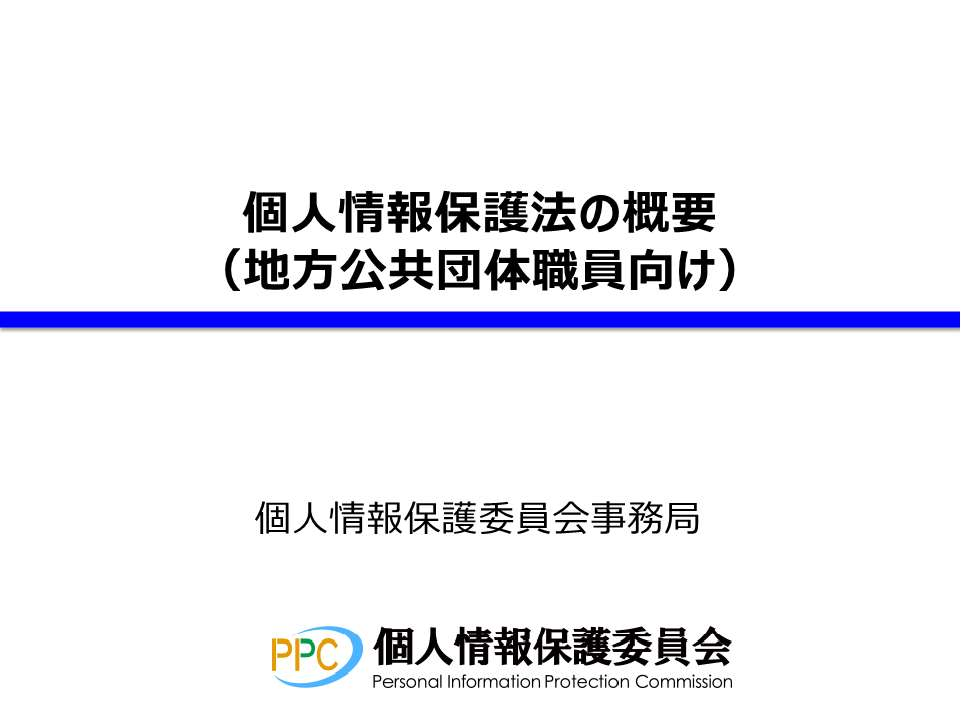 個人情報保護法の概要
（地方公共団体職員向け）
個人情報保護委員会事務局
PPC 個人情報保護委員会
Personal Information Protection Commission